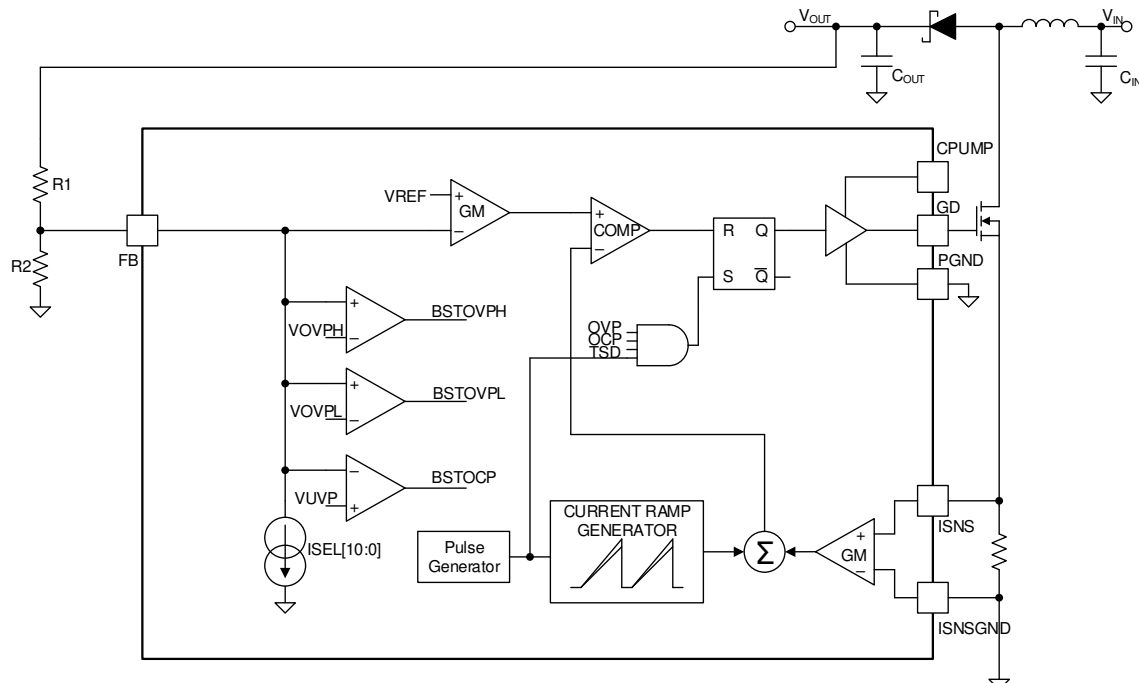 VOUT
VIN
COUT
CIN
CPUMP
R1
VREF
+
GM
−
+
COMP
−
R Q
S Q̅
GD
FB
R2
PGND
+
VOVPH
−
BSTOVPH
OVP
OCP
TSD
+
VOVPL
−
BSTOVPL
−
VUVP
+
BSTOCP
ISEL[10:0]
Pulse
Generator
CURRENT RAMP
GENERATOR
Σ
+
GM
−
ISNS
ISNSGND